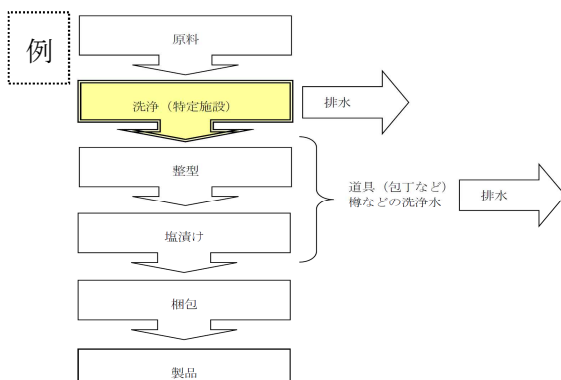 例
原料
洗浄（特定施設）
排水
整型
道具（包丁など）
樽などの洗浄水
排水
塩漬け
梱包
製品